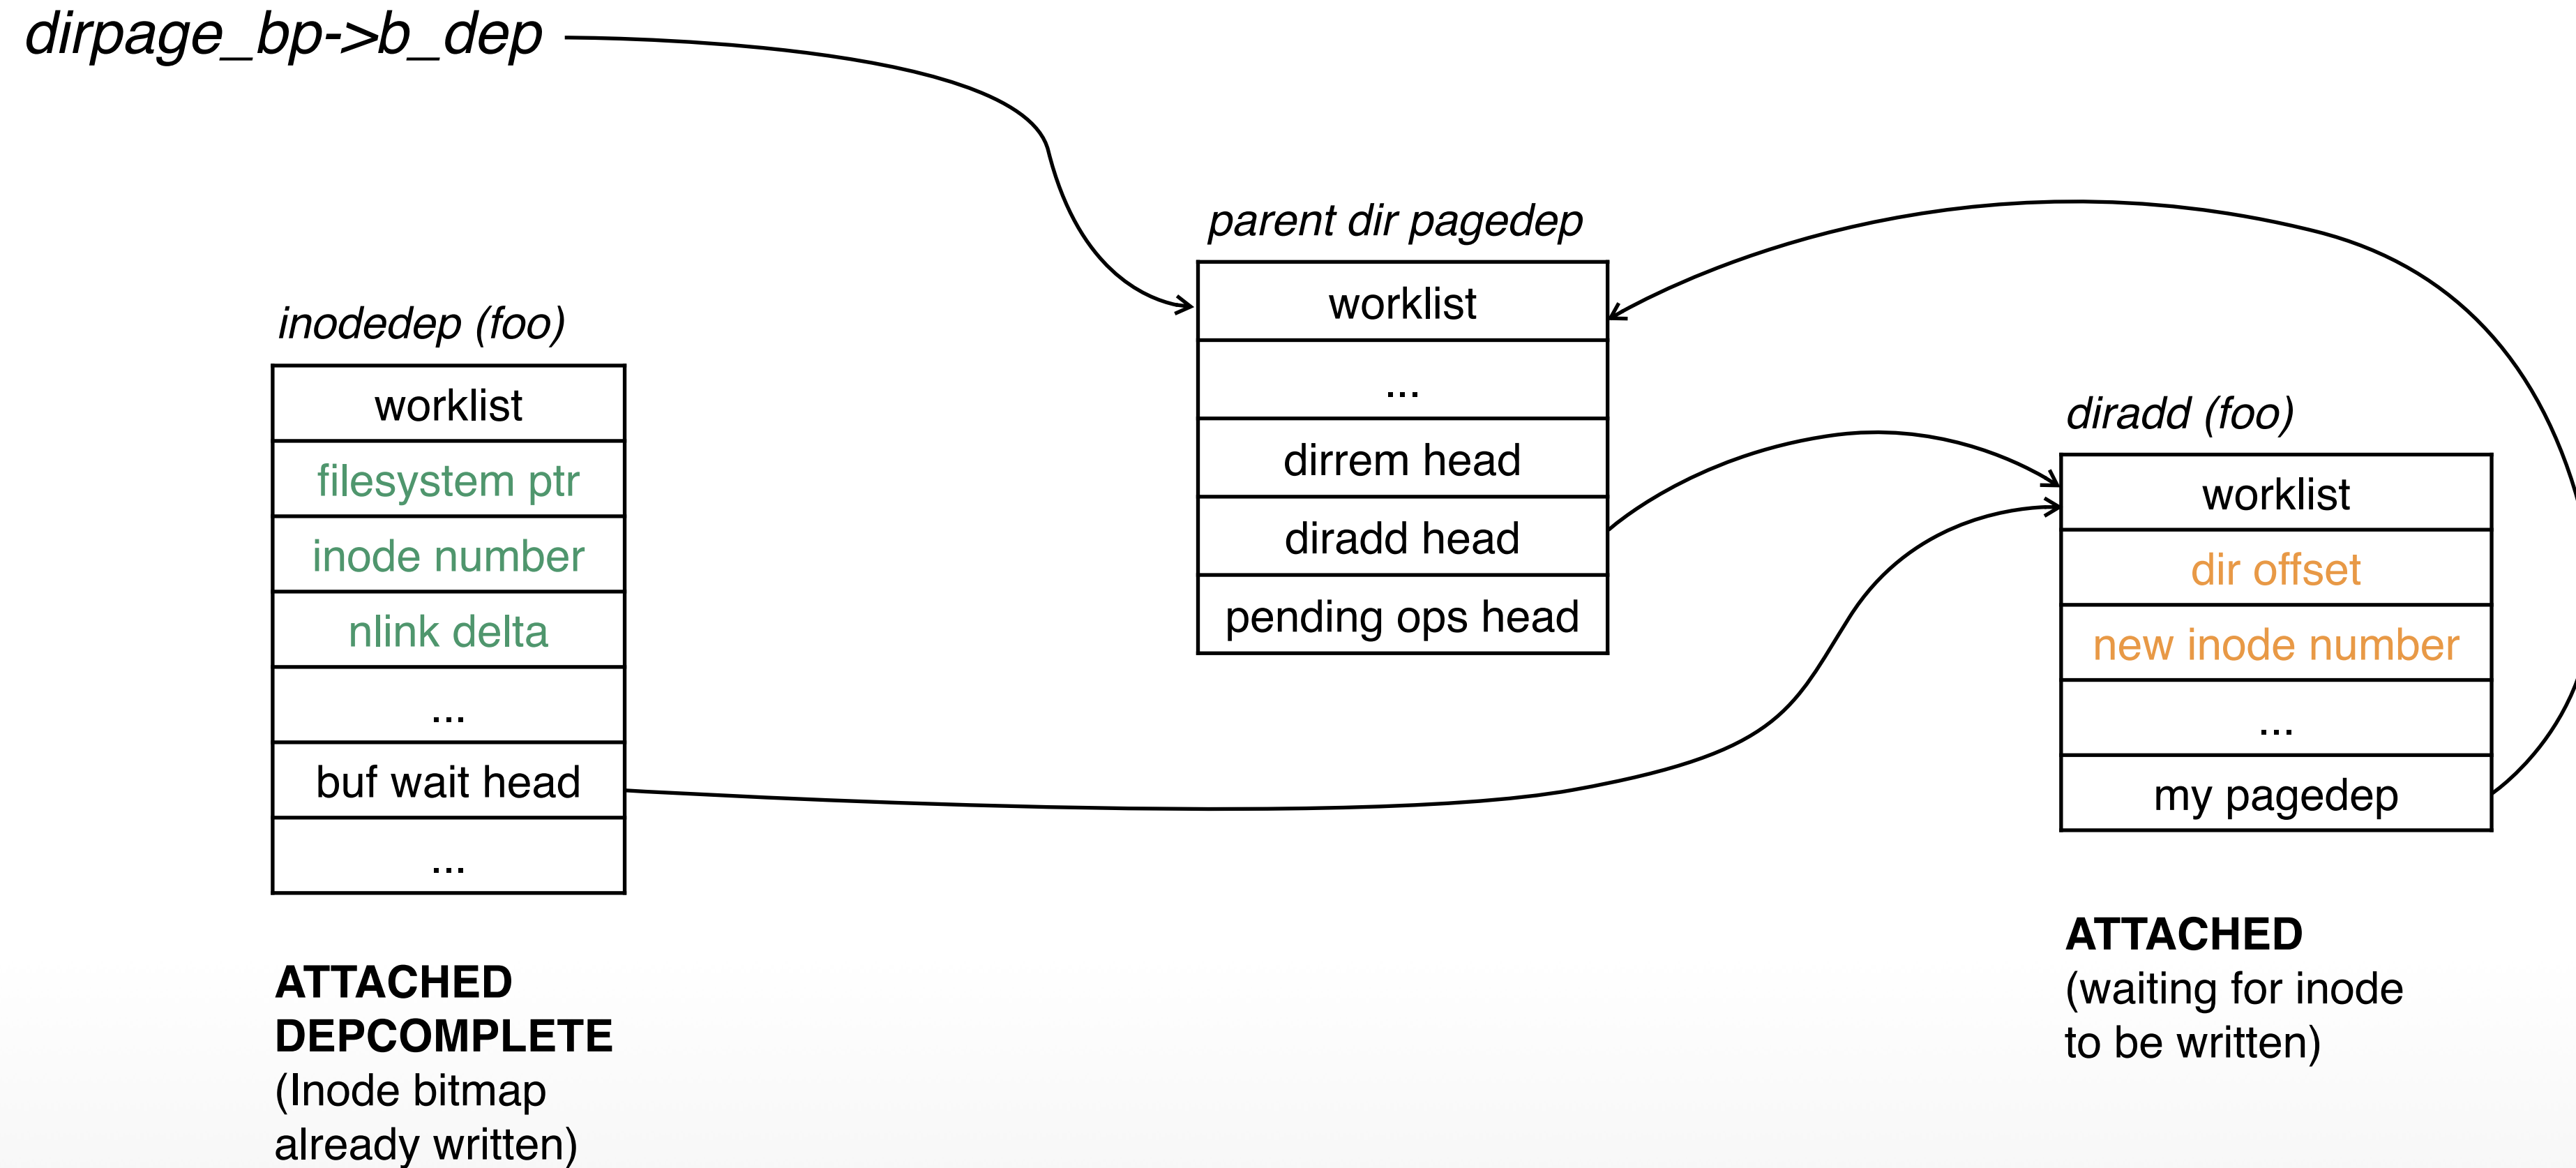 dirpage_bp->b_dep
inodedep (foo)
worklist
filesystem ptr
inode number
nlink delta
...
buf wait head
...
ATTACHED
DEPCOMPLETE
(Inode bitmap
already written)
parent dir pagedep
worklist
...
dirrem head
diradd head
pending ops head
diradd (foo)
worklist
dir offset
new inode number
...
my pagedep
ATTACHED
(waiting for inode
to be written)